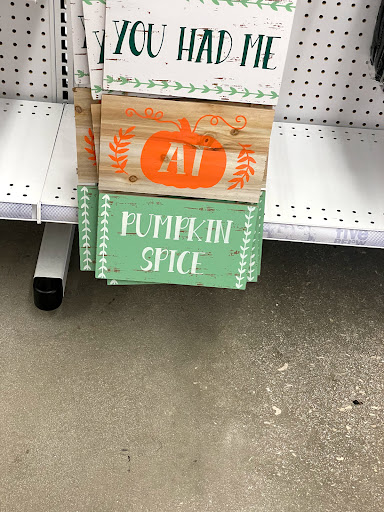 YOU HAD ME
AT
PUMPKIN
SPICE